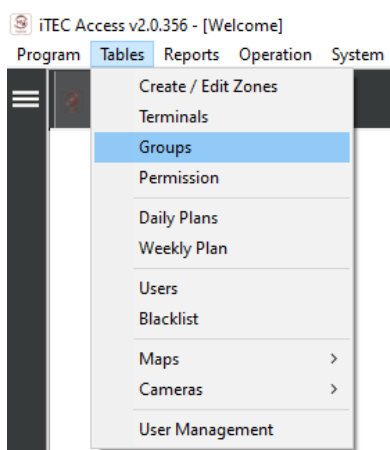 iTEC Access v2.0.356 - [Welcome]
Program Tables Reports Operation System
Create / Edit Zones
Terminals
Groups
Permission
Daily Plans
Weekly Plan
Users
Blacklist
Maps
Cameras
User Management